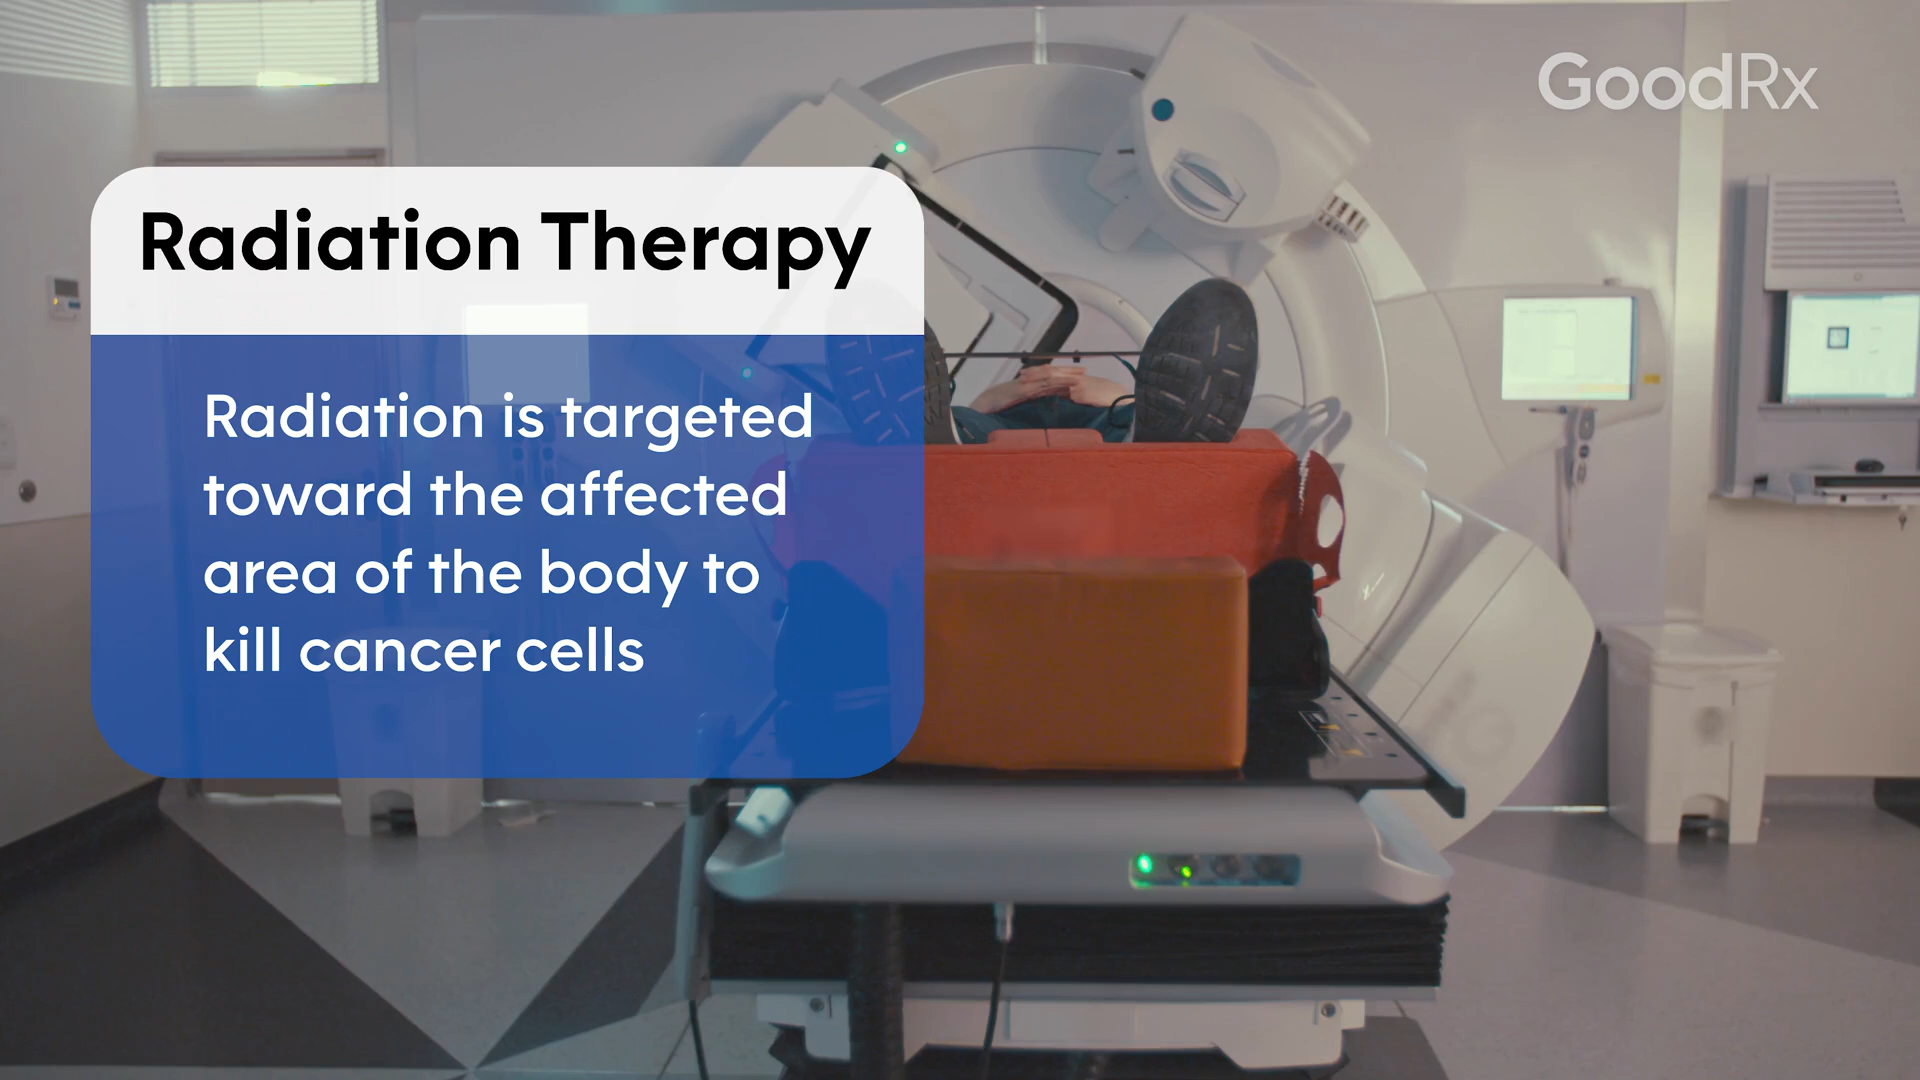 GoodRx
Radiation Therapy
Radiation is targeted
toward the affected
area of the body to
kill cancer cells